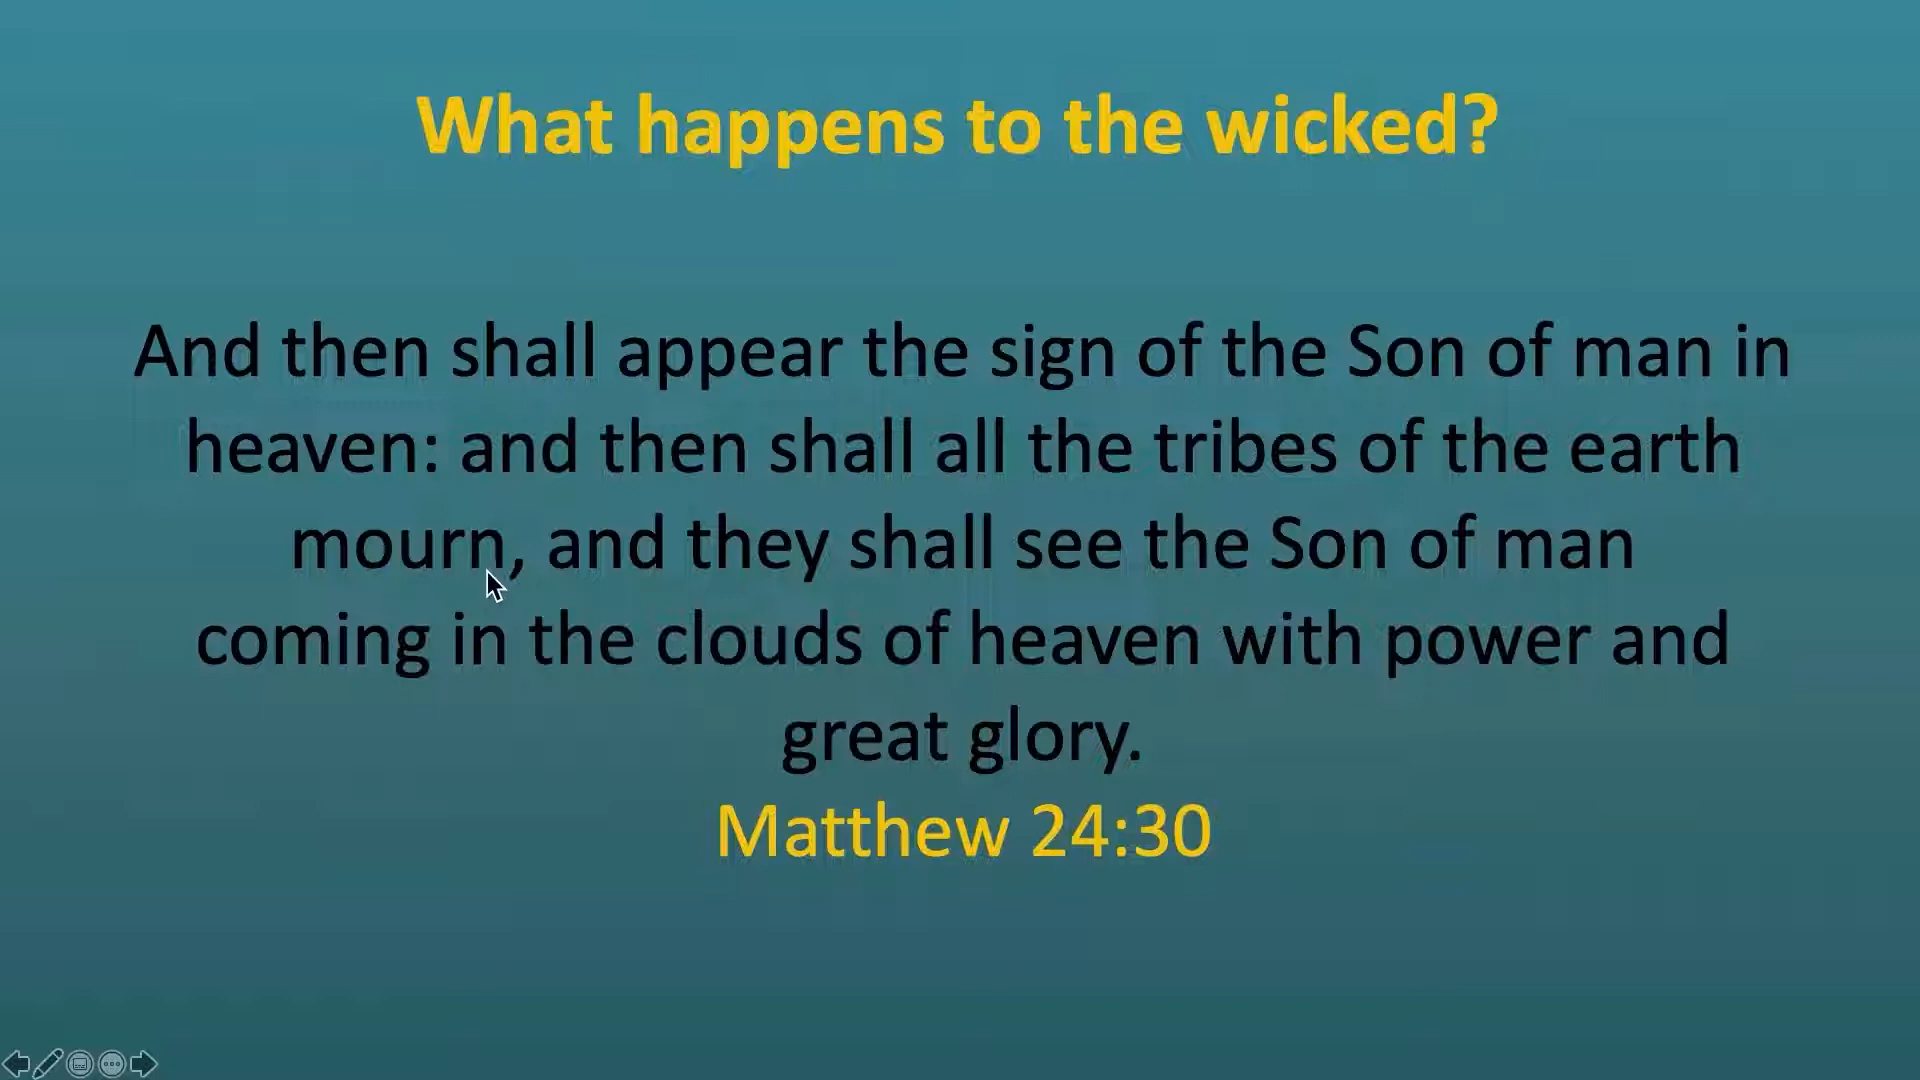 What happens to the wicked?
And then shall appear the sign of the Son of man in
heaven: and then shall all the tribes of the earth
mourn, and they shall see the Son of man
coming in the clouds of heaven with power and
great glory.
Matthew 24:30